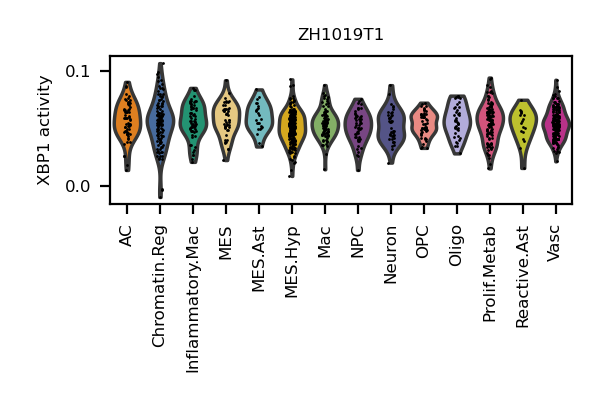 ZH1019T1
XBP1 activity
0.1
0.0
AC
Chromatin.Reg
Inflammatory.Mac
MES
MES.Ast
MES.Hyp
Mac
NPC
Neuron
OPC
Oligo
Prolif.Metab
Reactive.Ast
Vasc